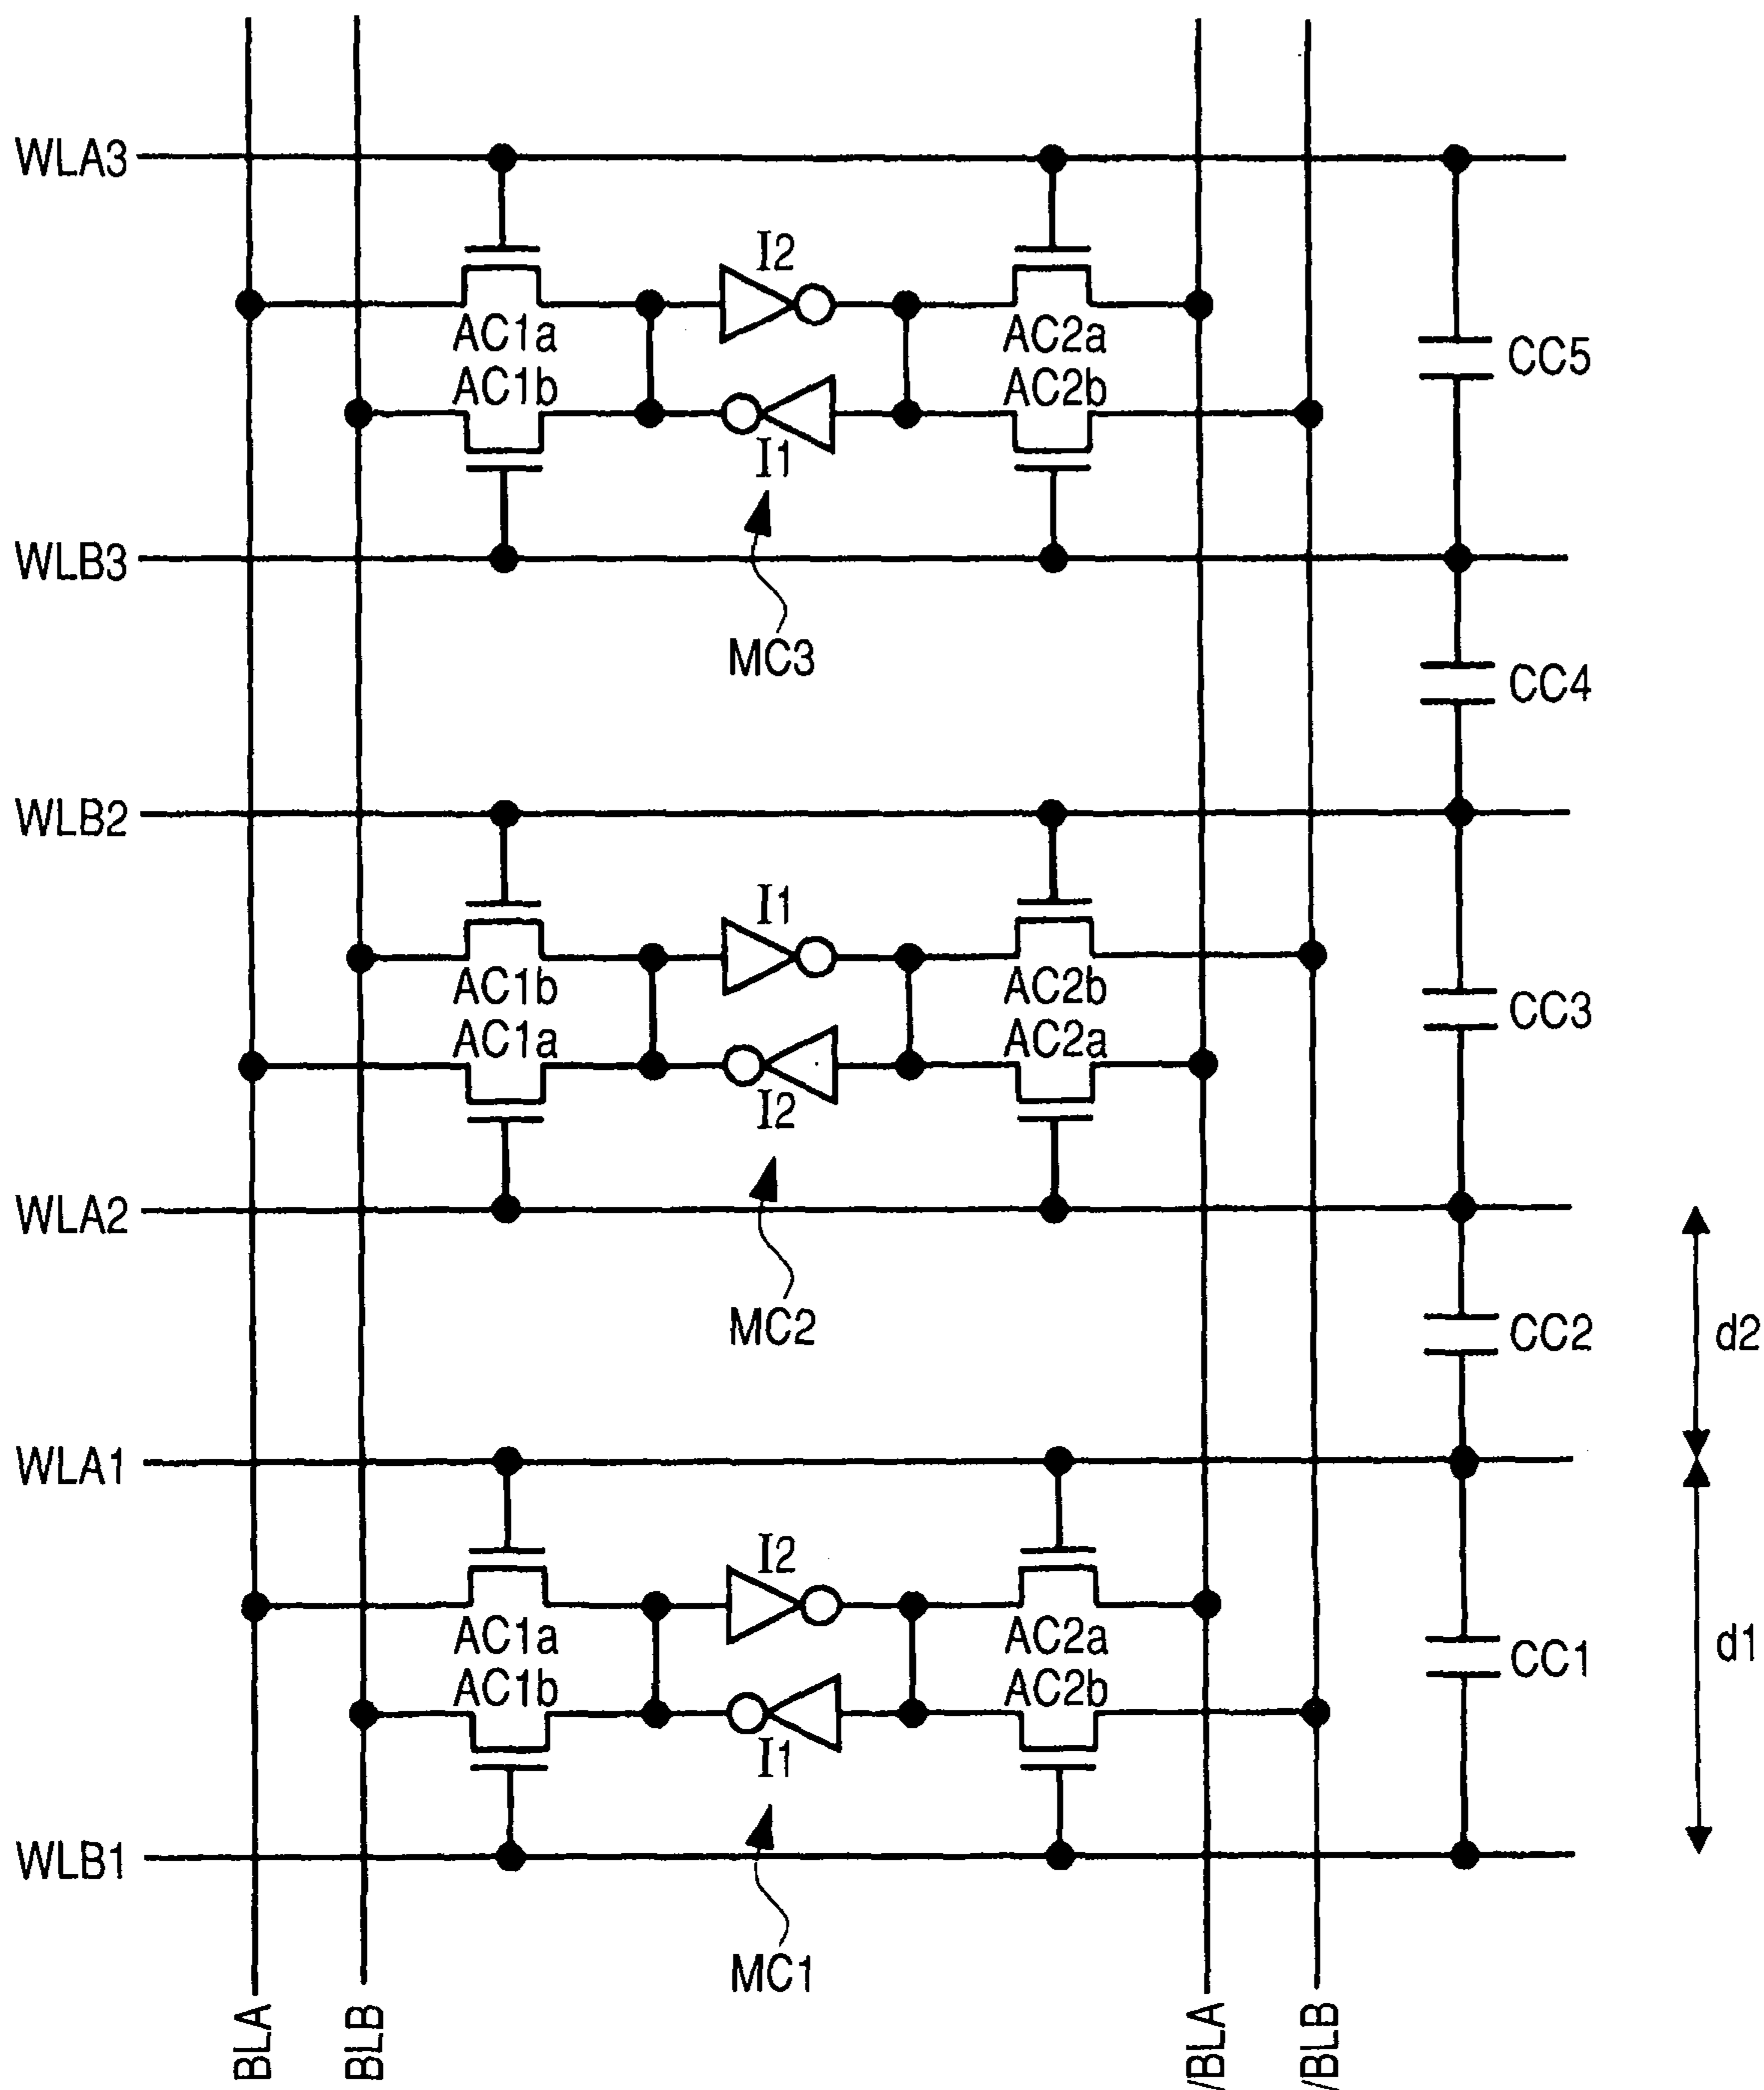 WLA3
I2
AC1a
AC2a
CC5
AC1b
AC2b
I1
WLB3
MC3
CC4
WLB2
I1
AC1b
AC2b
CC3
AC1a
AC2a
I2
WLA2
MC2
CC2
d2
WLA1
I2
AC1a
AC2a
CC1
d1
AC1b
AC2b
I1
WLB1
MC1
BLA
BLB
/BLA
/BLB